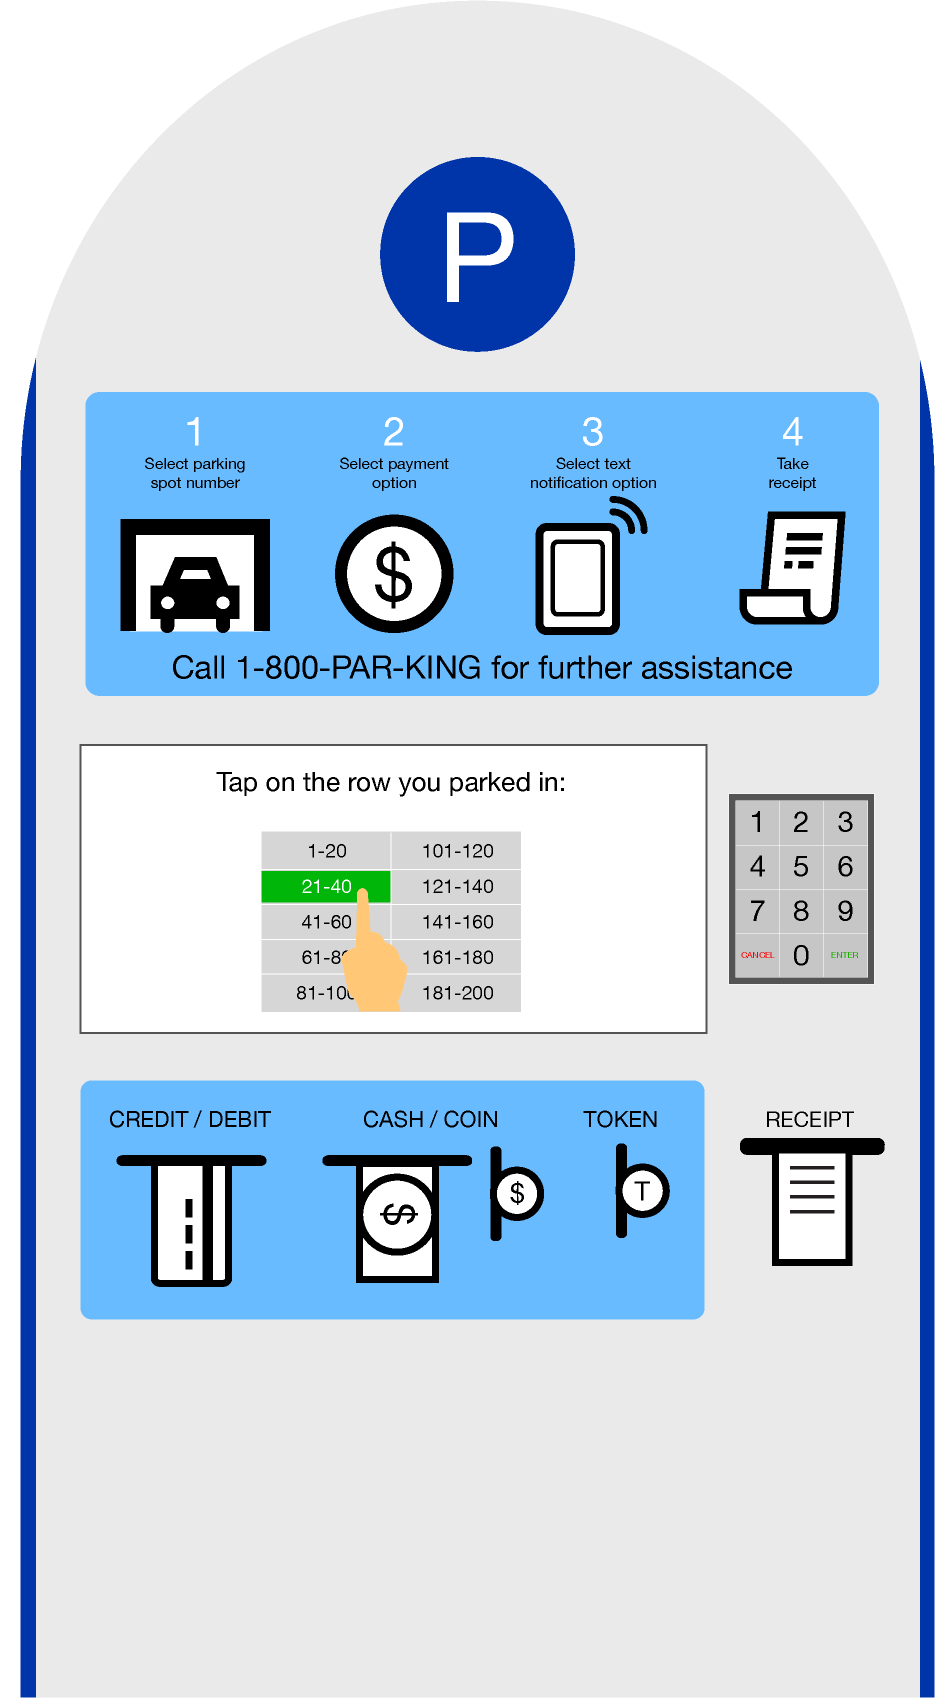 P
1
Select parking
spot number
2
Select payment
option
3
Select text
notification option
4
Take
receipt
$
Call 1-800-PAR-KING for further assistance
Tap on the row you parked in:
1-20 101-120
21-40 121-140
41-60 141-160
61-8 161-180
81-100 181-200
1 2 3
4 5 6
7 8 9
CANCEL 0 ENTER
CREDIT / DEBIT
CASH / COIN
TOKEN
RECEIPT
$
$
T